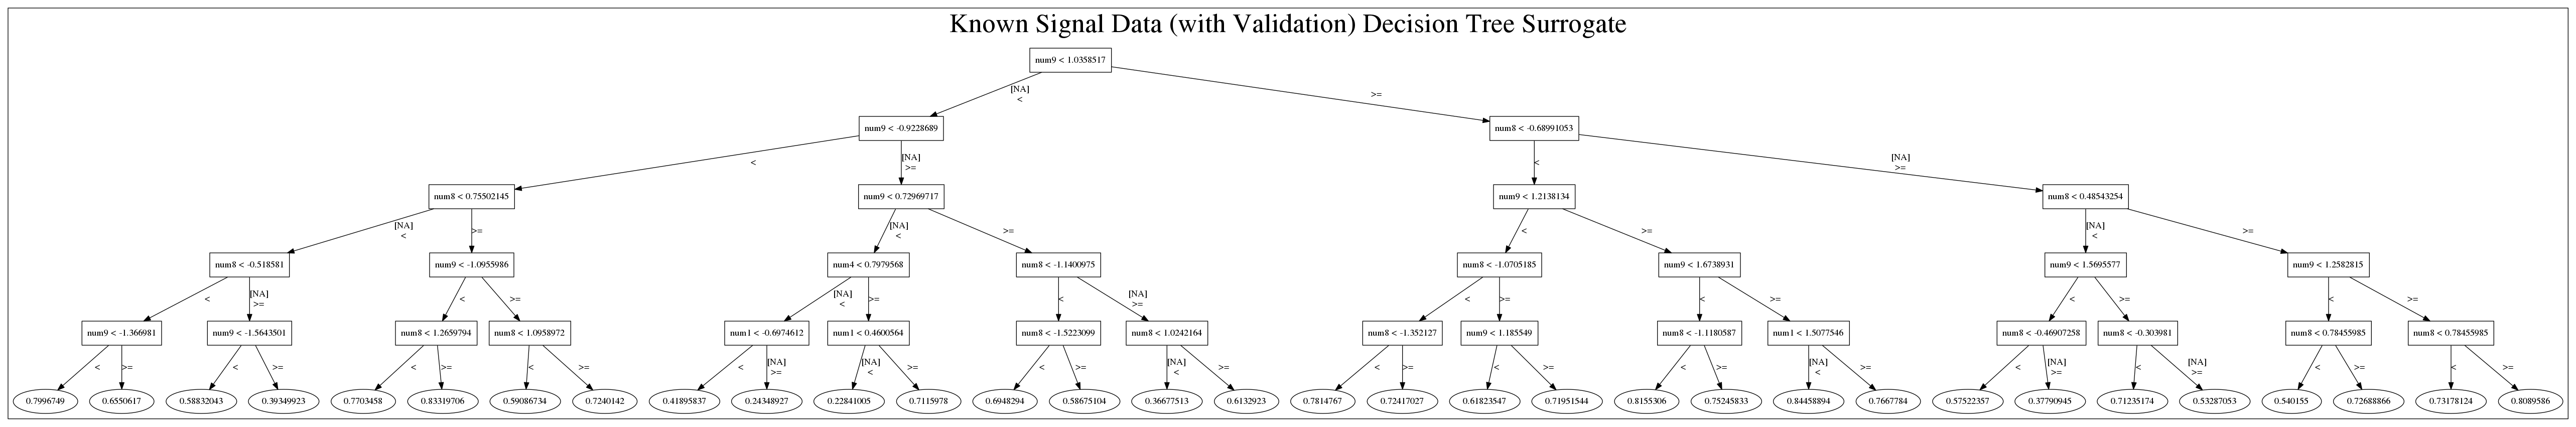 Known Signal Data (with Validation) Decision Tree Surrogate
num9 < 1.0358517
[NA]
<
>=
num9 < -0.9228689
num8 < -0.68991053
<
[NA]
>=
<
[NA]
>=
num8 < 0.75502145
num9 < 0.72969717
num9 < 1.2138134
num8 < 0.48543254
[NA]
<
>=
[NA]
<
>=
<
>=
[NA]
<
>=
num8 < -0.518581
num9 < -1.0955986
num4 < 0.7979568
num8 < -1.1400975
num8 < -1.0705185
num9 < 1.6738931
num9 < 1.5695577
num9 < 1.2582815
<
[NA]
>=
<
>=
[NA]
<
>=
<
[NA]
>=
<
>=
<
>=
<
>=
<
>=
num9 < -1.366981
num9 < -1.5643501
num8 < 1.2659794
num8 < 1.0958972
num1 < -0.6974612
num1 < 0.4600564
num8 < -1.5223099
num8 < 1.0242164
num8 < -1.352127
num9 < 1.185549
num8 < -1.1180587
num1 < 1.5077546
num8 < -0.46907258
num8 < -0.303981
num8 < 0.78455985
num8 < 0.78455985
<
>=
<
>=
<
>=
<
>=
<
[NA]
>=
[NA]
<
>=
<
>=
[NA]
<
>=
<
>=
<
>=
<
>=
[NA]
<
>=
<
[NA]
>=
<
[NA]
>=
<
>=
<
>=
0.7996749
0.6550617
0.58832043
0.39349923
0.7703458
0.83319706
0.59086734
0.7240142
0.41895837
0.24348927
0.22841005
0.7115978
0.6948294
0.58675104
0.36677513
0.6132923
0.7814767
0.72417027
0.61823547
0.71951544
0.8155306
0.75245833
0.84458894
0.7667784
0.57522357
0.37790945
0.71235174
0.53287053
0.540155
0.72688866
0.73178124
0.8089586